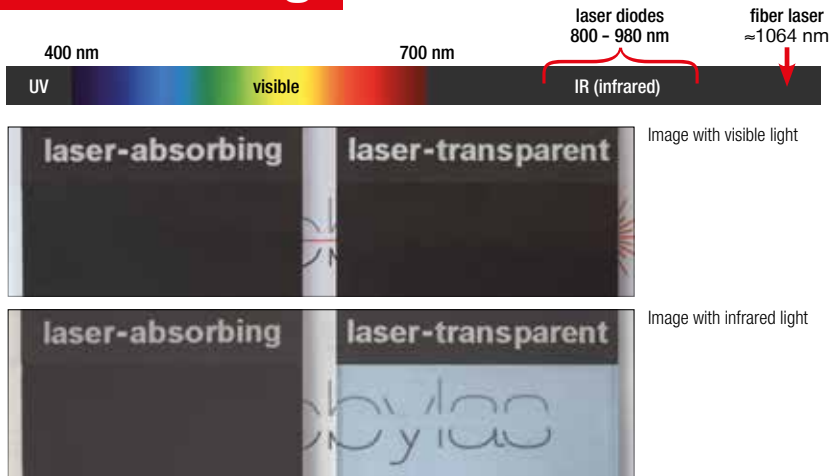 laser diodes
800 - 980 nm
fiber laser
≈1064 nm
400 nm
700 nm
UV
visible
IR (infrared)
laser-absorbing
laser-transparent
Image with visible light
laser-absorbing
laser-transparent
Image with infrared light